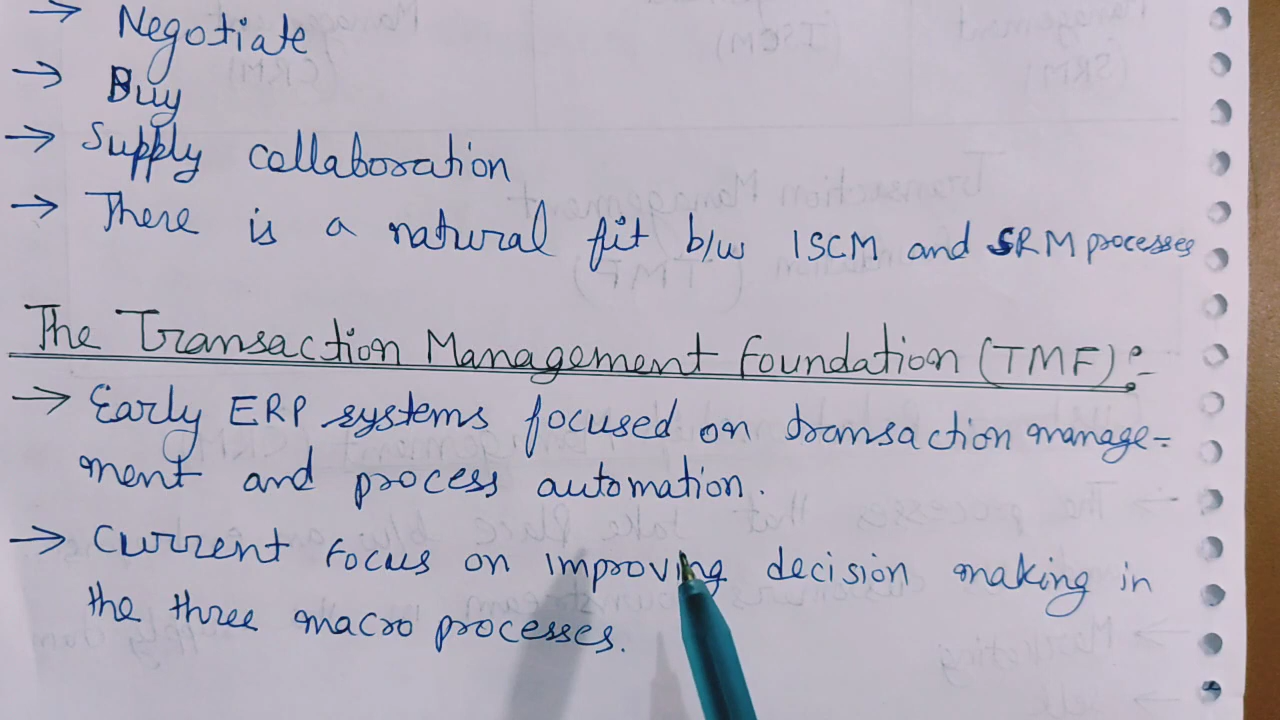 → Negotiate
→ Buy
→ Supply collaboration
→ There is a natural fit b/w ISCM and SRM processes
The Transaction Management Foundation (TMF):-
→ Early ERP systems focused on transaction manage-
ment and process automation.
→ Current focus on improving decision making in
the three macro processes.